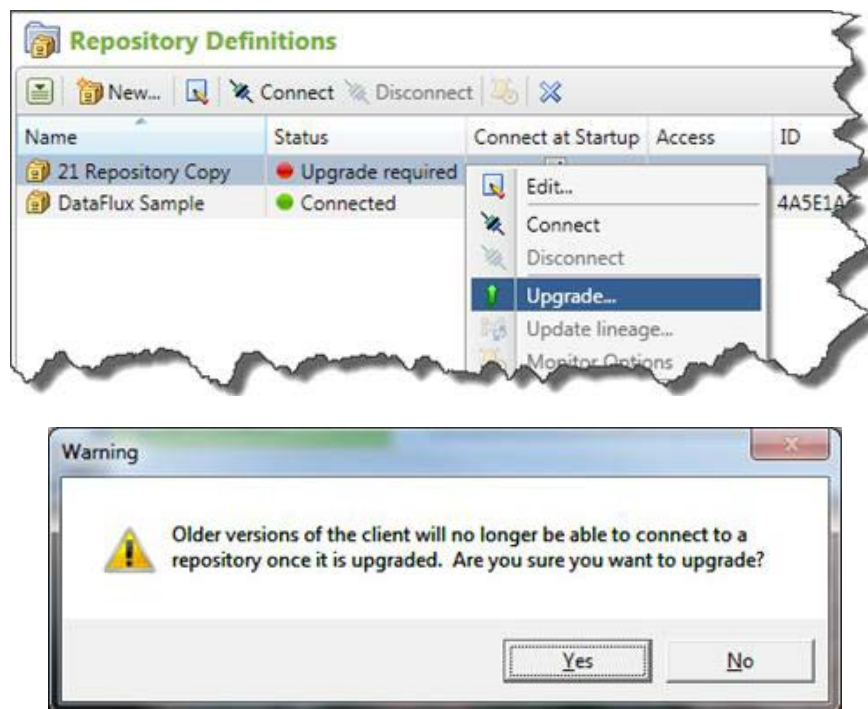 Repository Definitions
New... Connect Disconnect
Name Status Connect at Startup Access ID
21 Repository Copy Upgrade required
DataFlux Sample Connected 4A5E1A
Edit...
Connect
Disconnect
Upgrade...
Update lineage...
Monitor Options
Warning
Older versions of the client will no longer be able to connect to a
repository once it is upgraded. Are you sure you want to upgrade?
Yes No